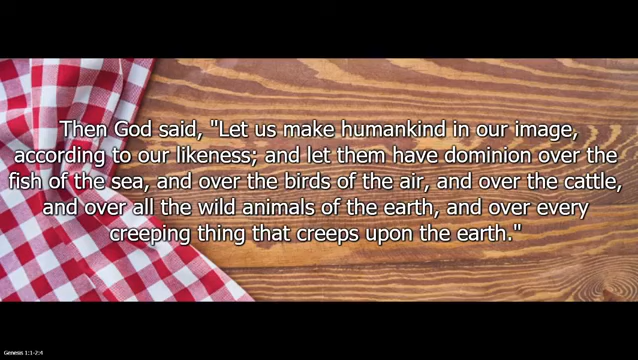 Then God said, "Let us make humankind in our image,
according to our likeness; and let them have dominion over the
fish of the sea, and over the birds of the air, and over the cattle,
and over all the wild animals of the earth, and over every
creeping thing that creeps upon the earth."
Genesis 1:1-2:4